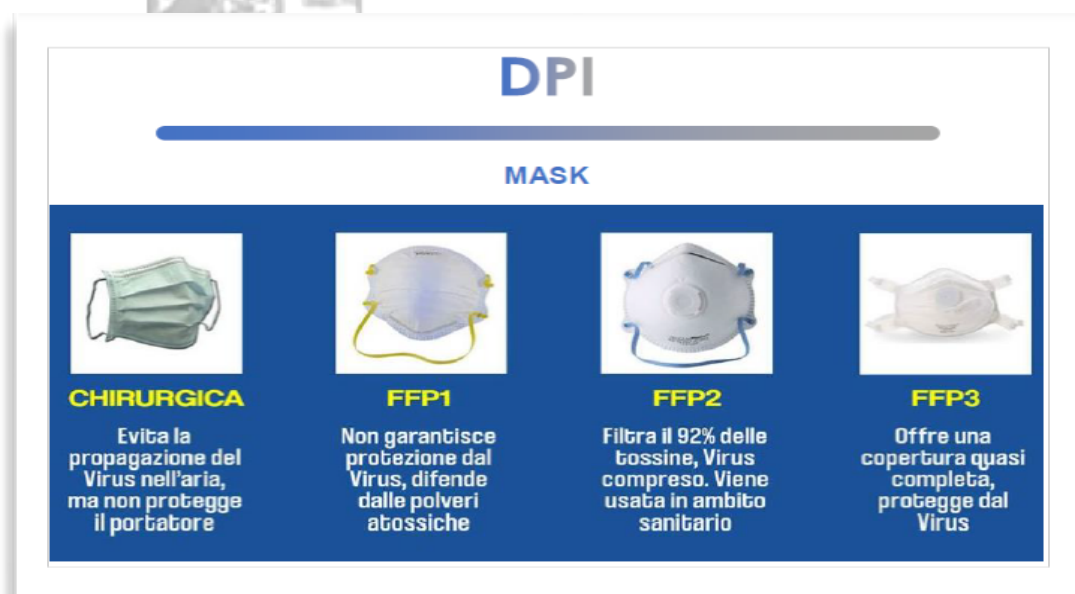 DPI
MASK
CHIRURGICA
Evita la
propagazione del
Virus nell'aria,
ma non protegge
il portatore
FFP1
Non garantisce
protezione dal
Virus, difende
dalle polveri
atossiche
FFP2
Filtra il 92% delle
tossine, Virus
compreso. Viene
usata in ambito
sanitario
FFP3
Offre una
copertura quasi
completa,
protegge dal
Virus